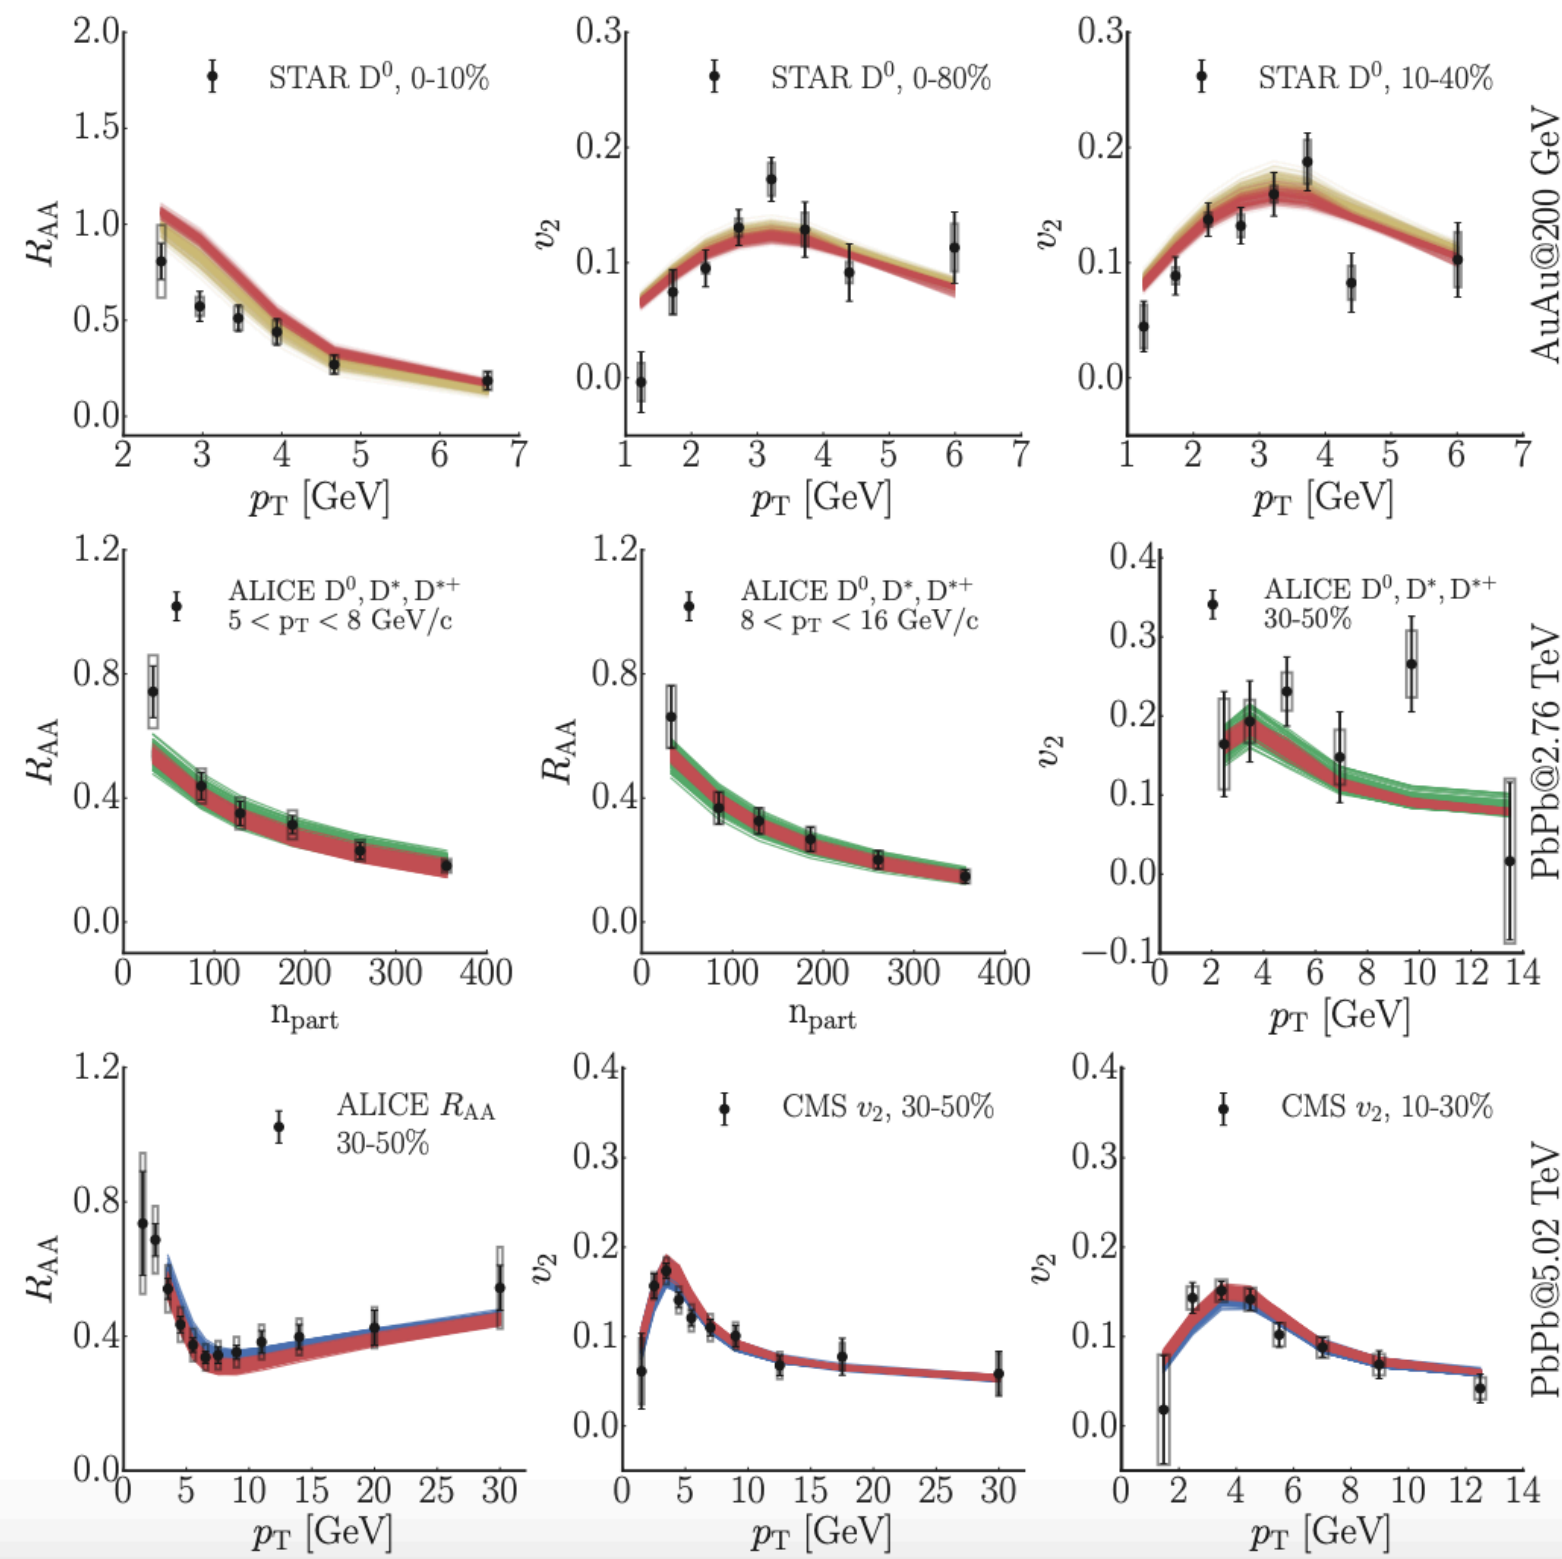 2.0
1.5
1.0
0.5
0.0
R_AA
STAR D⁰, 0-10%
2 3 4 5 6 7
p_T [GeV]
0.3
0.2
0.1
0.0
v₂
STAR D⁰, 0-80%
1 2 3 4 5 6 7
p_T [GeV]
0.3
0.2
0.1
0.0
v₂
STAR D⁰, 10-40%
1 2 3 4 5 6 7
p_T [GeV]
AuAu@200 GeV
1.2
0.8
0.4
0.0
R_AA
ALICE D⁰, D*, D*⁺
5 < p_T < 8 GeV/c
0 100 200 300 400
n_part
1.2
0.8
0.4
0.0
R_AA
ALICE D⁰, D*, D*⁺
8 < p_T < 16 GeV/c
0 100 200 300 400
n_part
0.4
0.3
0.2
0.1
0.0
−0.1
v₂
ALICE D⁰, D*, D*⁺
30-50%
0 2 4 6 8 10 12 14
p_T [GeV]
PbPb@2.76 TeV
1.2
0.8
0.4
0.0
R_AA
ALICE R_AA
30-50%
0 5 10 15 20 25 30
p_T [GeV]
0.4
0.3
0.2
0.1
0.0
v₂
CMS v₂, 30-50%
0 5 10 15 20 25 30
p_T [GeV]
0.4
0.3
0.2
0.1
0.0
v₂
CMS v₂, 10-30%
0 2 4 6 8 10 12 14
p_T [GeV]
PbPb@5.02 TeV